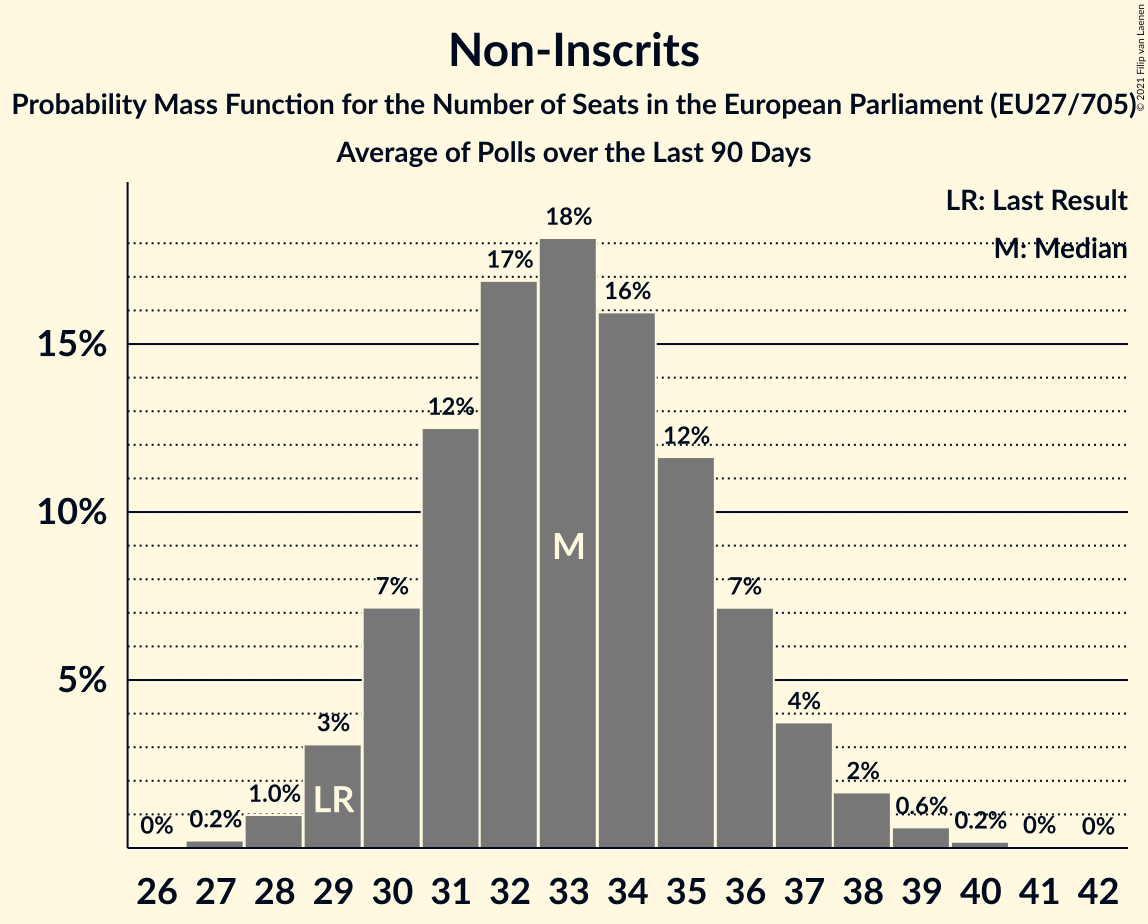 Non-Inscrits
Probability Mass Function for the Number of Seats in the European Parliament (EU27/705)
Average of Polls over the Last 90 Days
© 2021 Filip van Laenen
LR: Last Result
M: Median
15%
10%
5%
0%
0.2%
1.0%
3%
7%
12%
17%
18%
16%
12%
7%
4%
2%
0.6%
0.2%
0%
0%
LR
M
26 27 28 29 30 31 32 33 34 35 36 37 38 39 40 41 42